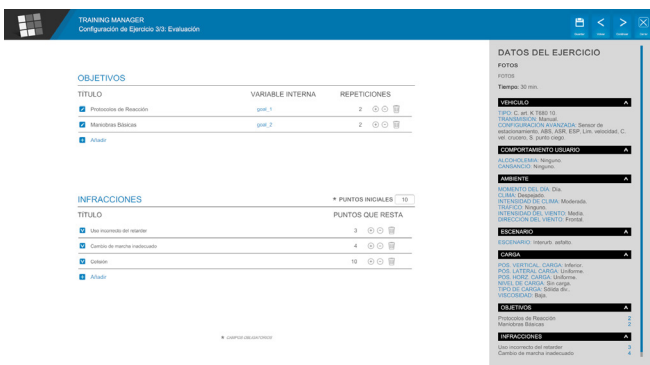 TRAINING MANAGER
Configuración de Ejercicio 3/3: Evaluación
OBJETIVOS
TÍTULO VARIABLE INTERNA REPETICIONES
Protocolos de Reacción goal_1 2
Maniobras Básicas goal_2 2
Añadir
INFRACCIONES * PUNTOS INICIALES 10
TÍTULO PUNTOS QUE RESTA
Uso incorrecto del retarder 3
Cambio de marcha inadecuado 4
Colisión 10
Añadir
* CAMPOS OBLIGATORIOS
DATOS DEL EJERCICIO
FOTOS
FOTOS
Tiempo: 30 min.
VEHICULO
TIPO: C. art. K T880 10.
TRANSMISIÓN: Manual.
CONFIGURACIÓN AVANZADA: Sensor de
estacionamiento, ABS, ASR, ESP, Lim. velocidad, C.
vel. crucero, S. punto ciego.
COMPORTAMIENTO USUARIO
ALCOHOLEMIA: Ninguno.
CANSANCIO: Ninguno.
AMBIENTE
MOMENTO DEL DÍA: Día.
CLIMA: Despejado.
INTENSIDAD DE CLIMA: Moderada.
TRÁFICO: Ninguno.
INTENSIDAD DEL VIENTO: Media.
DIRECCIÓN DEL VIENTO: Frontal.
ESCENARIO
ESCENARIO: Interurb. asfalto.
CARGA
POS. VERTICAL. CARGA: Inferior.
POS. LATERAL CARGA: Uniforme.
POS. HORZ. CARGA: Uniforme.
NIVEL DE CARGA: Sin carga.
TIPO DE CARGA: Sólida div..
VISCOSIDAD: Baja.
OBJETIVOS
Protocolos de Reacción 2
Maniobras Básicas 2
INFRACCIONES
Uso incorrecto del retarder 3
Cambio de marcha inadecuado 4